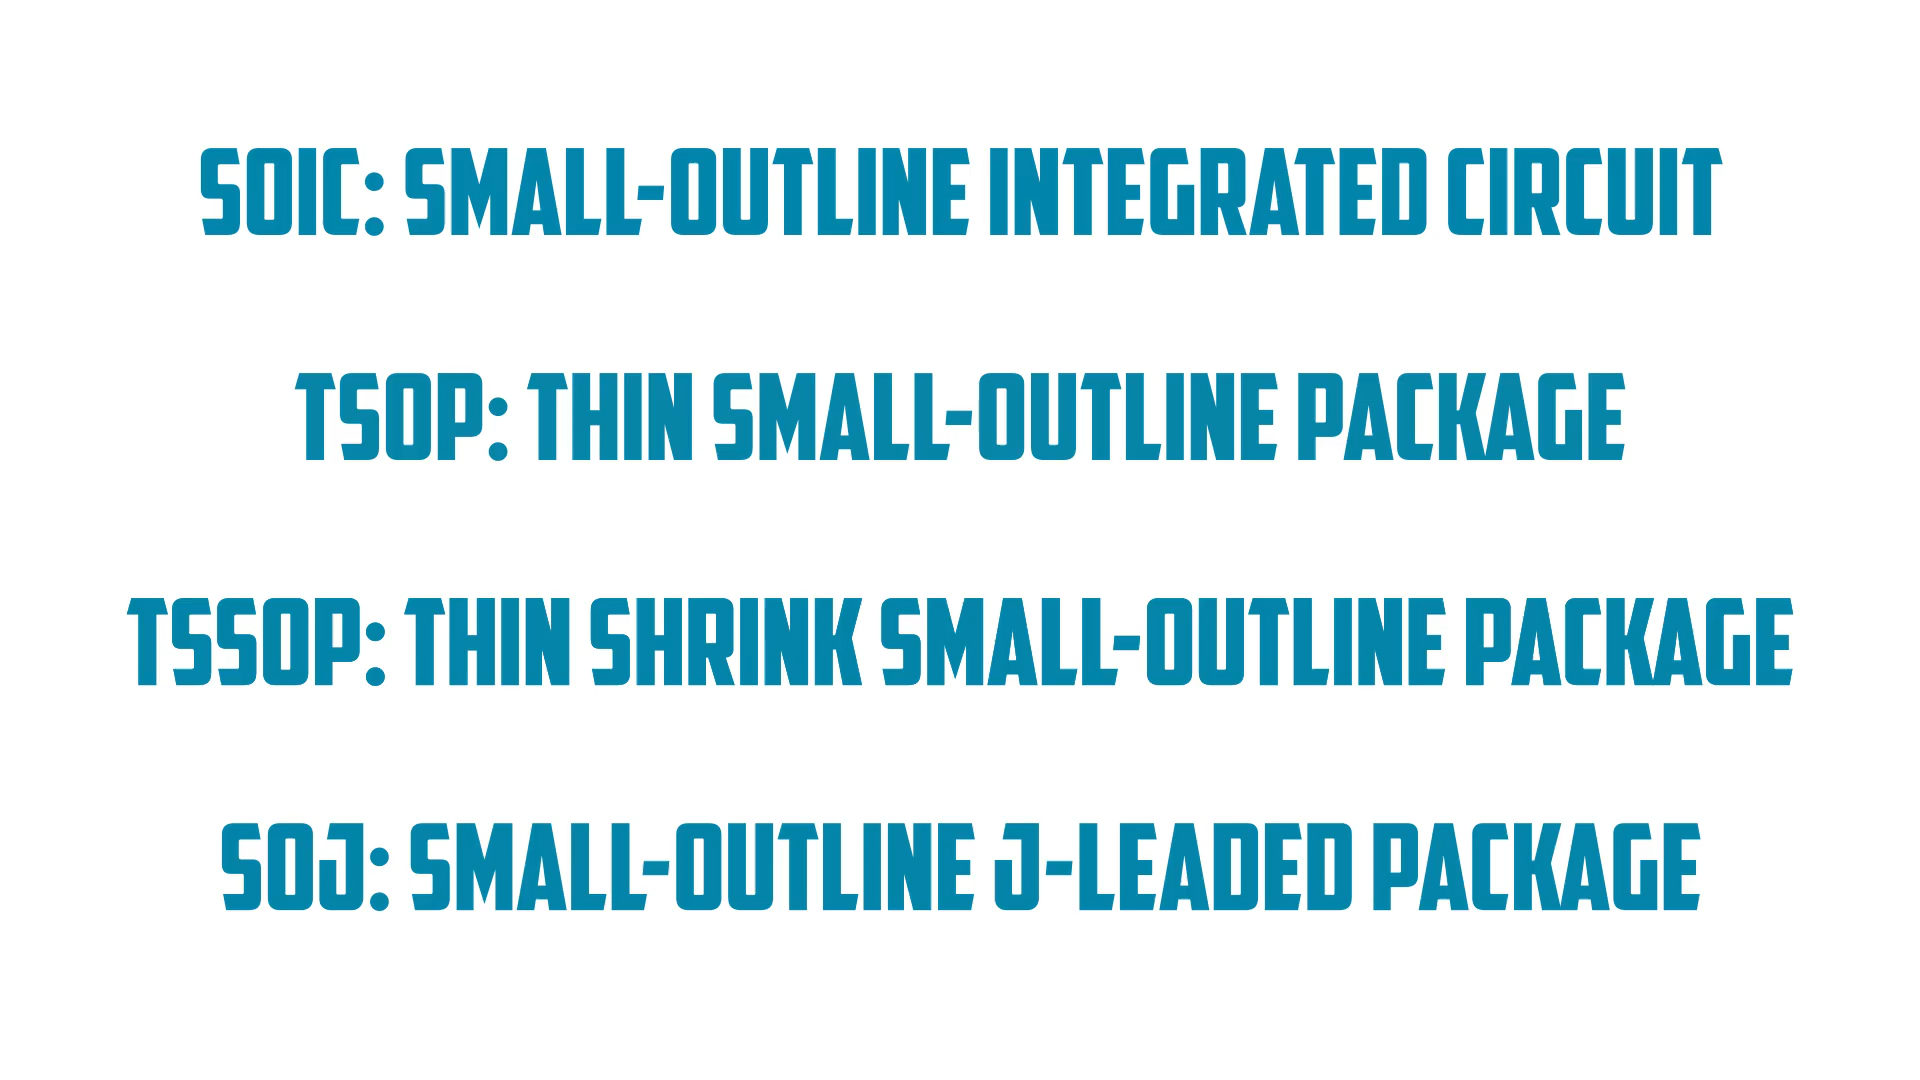 SOIC: SMALL-OUTLINE INTEGRATED CIRCUIT
TSOP: THIN SMALL-OUTLINE PACKAGE
TSSOP: THIN SHRINK SMALL-OUTLINE PACKAGE
SOJ: SMALL-OUTLINE J-LEADED PACKAGE